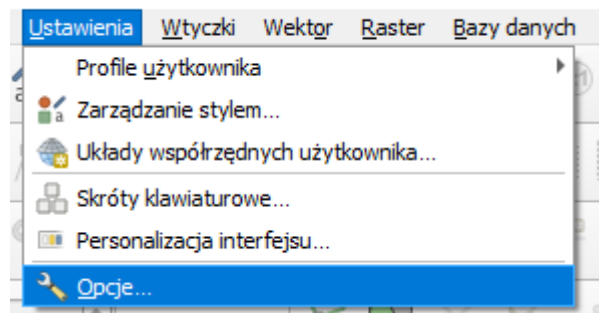 Ustawienia Wtyczki Wektor Raster Bazy danych
Profile użytkownika
Zarządzanie stylem...
Układy współrzędnych użytkownika...
Skróty klawiaturowe...
Personalizacja interfejsu...
Opcje...